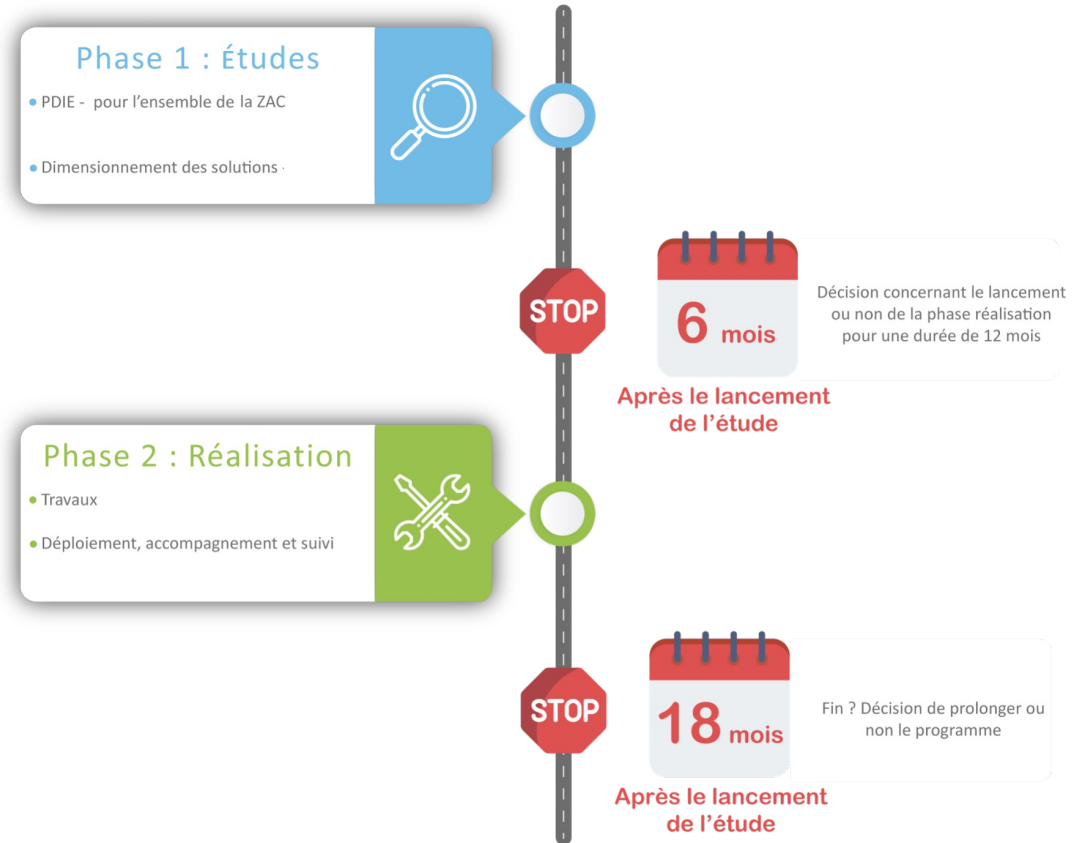 Phase 1 : Études
• PDIE - pour l'ensemble de la ZAC
• Dimensionnement des solutions -
STOP
6 mois
Après le lancement
de l'étude
Décision concernant le lancement
ou non de la phase réalisation
pour une durée de 12 mois
Phase 2 : Réalisation
• Travaux
• Déploiement, accompagnement et suivi
STOP
18 mois
Après le lancement
de l'étude
Fin ? Décision de prolonger ou
non le programme